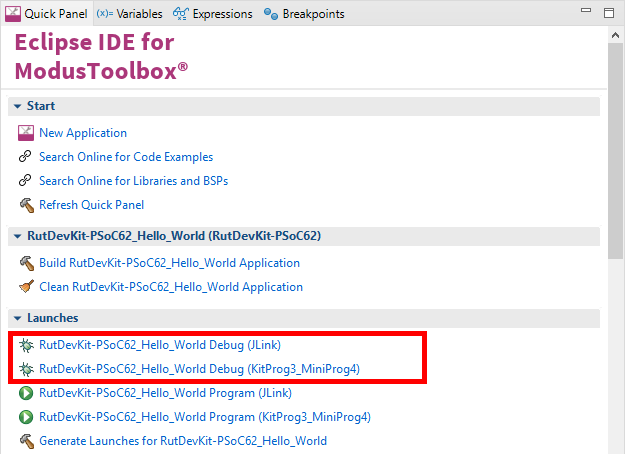 Quick Panel (x)= Variables Expressions Breakpoints
Eclipse IDE for
ModusToolbox®
Start
New Application
Search Online for Code Examples
Search Online for Libraries and BSPs
Refresh Quick Panel
RutDevKit-PSoC62_Hello_World (RutDevKit-PSoC62)
Build RutDevKit-PSoC62_Hello_World Application
Clean RutDevKit-PSoC62_Hello_World Application
Launches
RutDevKit-PSoC62_Hello_World Debug (JLink)
RutDevKit-PSoC62_Hello_World Debug (KitProg3_MiniProg4)
RutDevKit-PSoC62_Hello_World Program (JLink)
RutDevKit-PSoC62_Hello_World Program (KitProg3_MiniProg4)
Generate Launches for RutDevKit-PSoC62_Hello_World